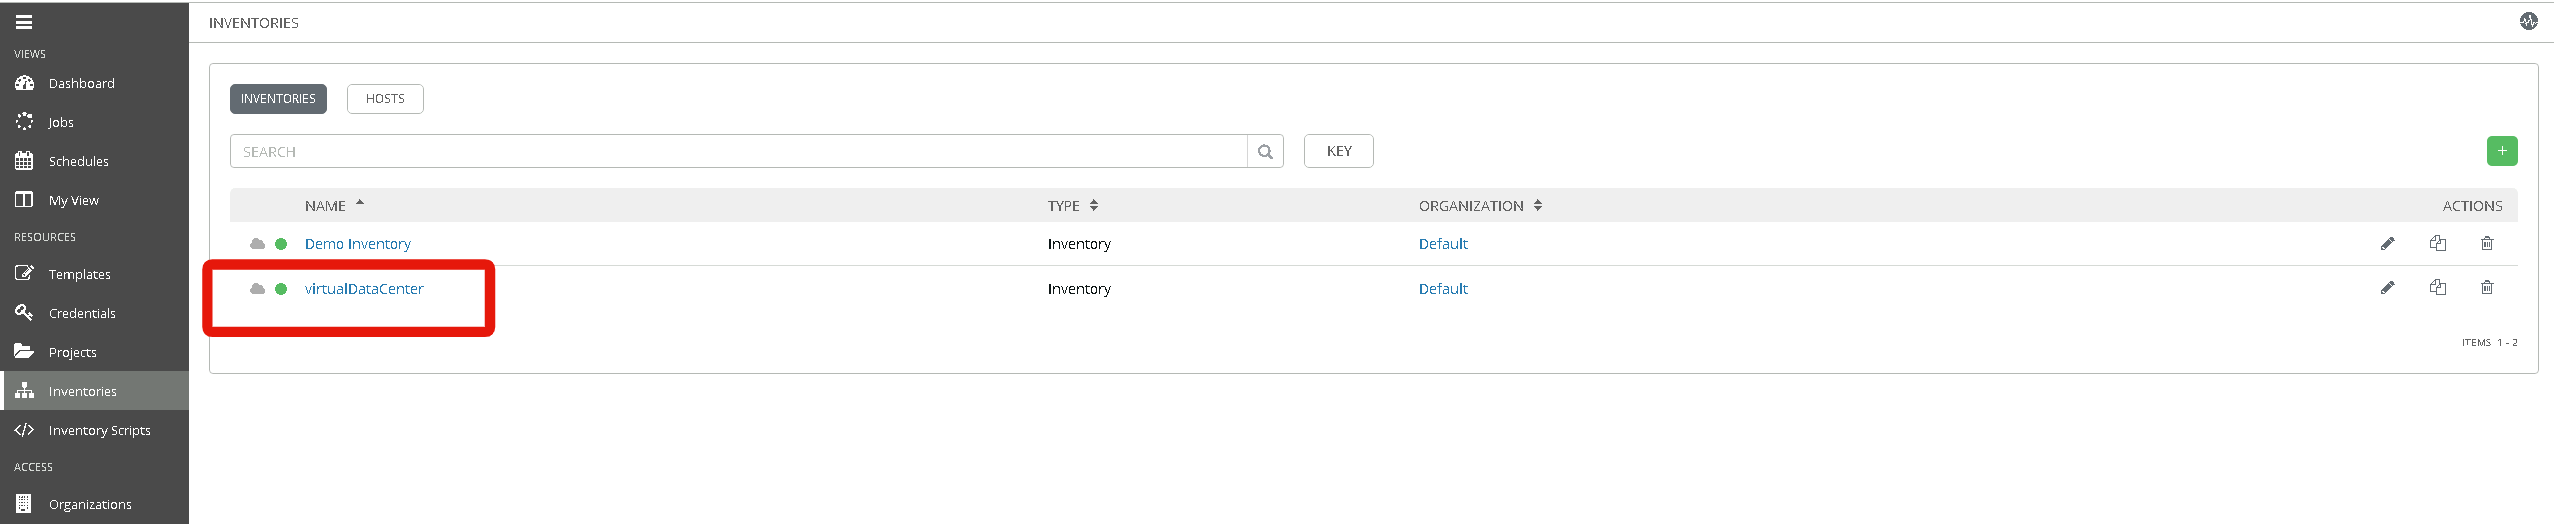 INVENTORIES
VIEWS
Dashboard
Jobs
Schedules
My View
RESOURCES
Templates
Credentials
Projects
Inventories
Inventory Scripts
ACCESS
Organizations
INVENTORIES HOSTS
SEARCH KEY +
NAME TYPE ORGANIZATION ACTIONS
Demo Inventory Inventory Default
virtualDataCenter Inventory Default
ITEMS 1 - 2